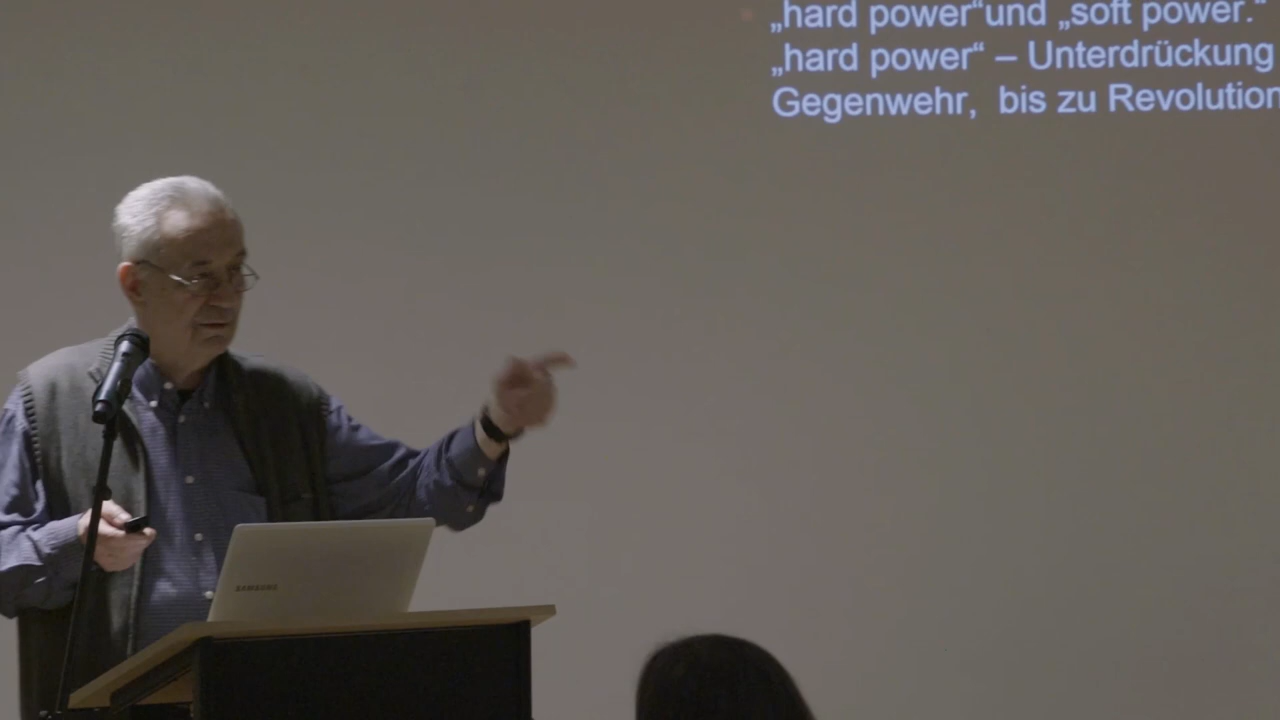 „hard power“und „soft power.“
„hard power“ – Unterdrückung
Gegenwehr,  bis zu Revolution
SAMSUNG